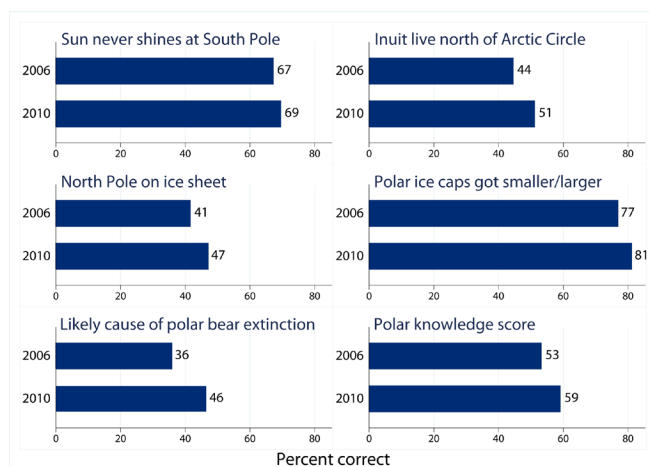 Sun never shines at South Pole
2006 67
2010 69
0 20 40 60 80
Inuit live north of Arctic Circle
2006 44
2010 51
0 20 40 60 80
North Pole on ice sheet
2006 41
2010 47
0 20 40 60 80
Polar ice caps got smaller/larger
2006 77
2010 81
0 20 40 60 80
Likely cause of polar bear extinction
2006 36
2010 46
0 20 40 60 80
Polar knowledge score
2006 53
2010 59
0 20 40 60 80
Percent correct